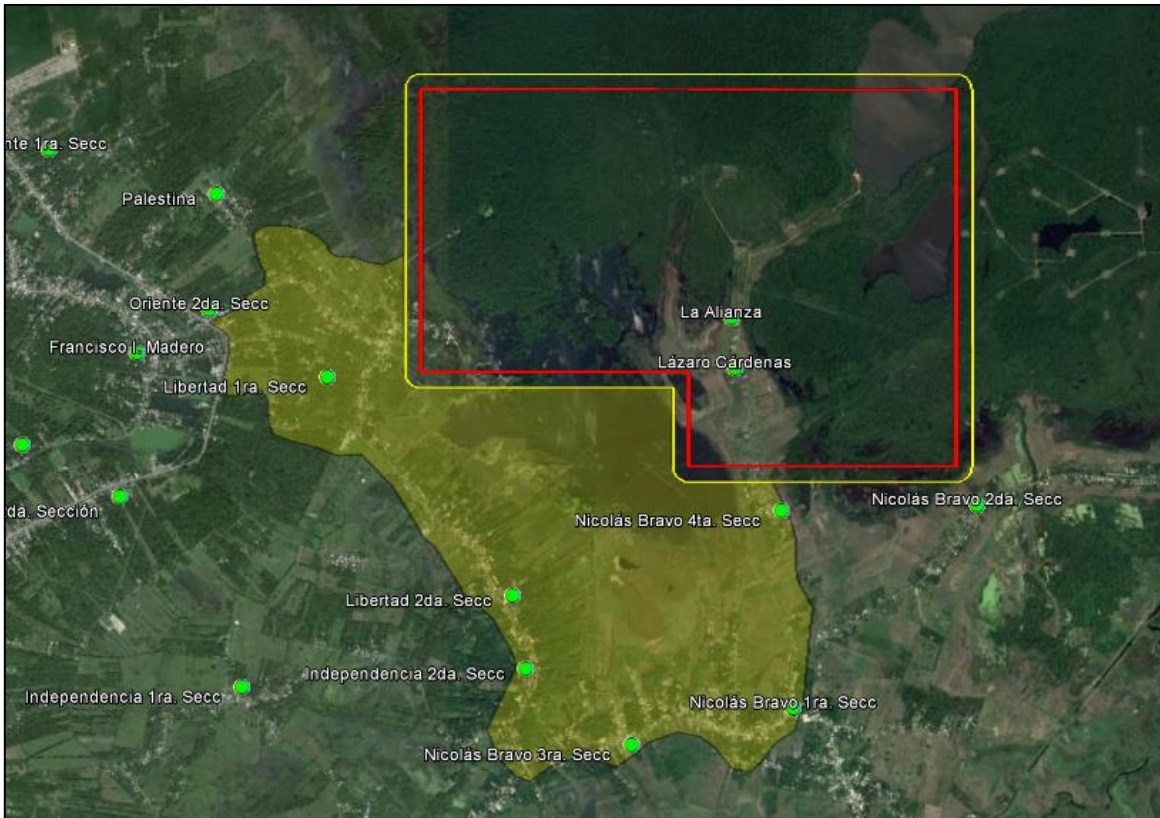 nte 1ra. Secc
Palestina
Oriente 2da. Secc
La Alianza
Francisco I. Madero
Lázaro Cárdenas
Libertad 1ra. Secc
Nicolás Bravo 2da. Secc
da. Sección
Nicolás Bravo 4ta. Secc
Libertad 2da. Secc
Independencia 2da. Secc
Independencia 1ra. Secc
Nicolás Bravo 1ra. Secc
Nicolás Bravo 3ra. Secc